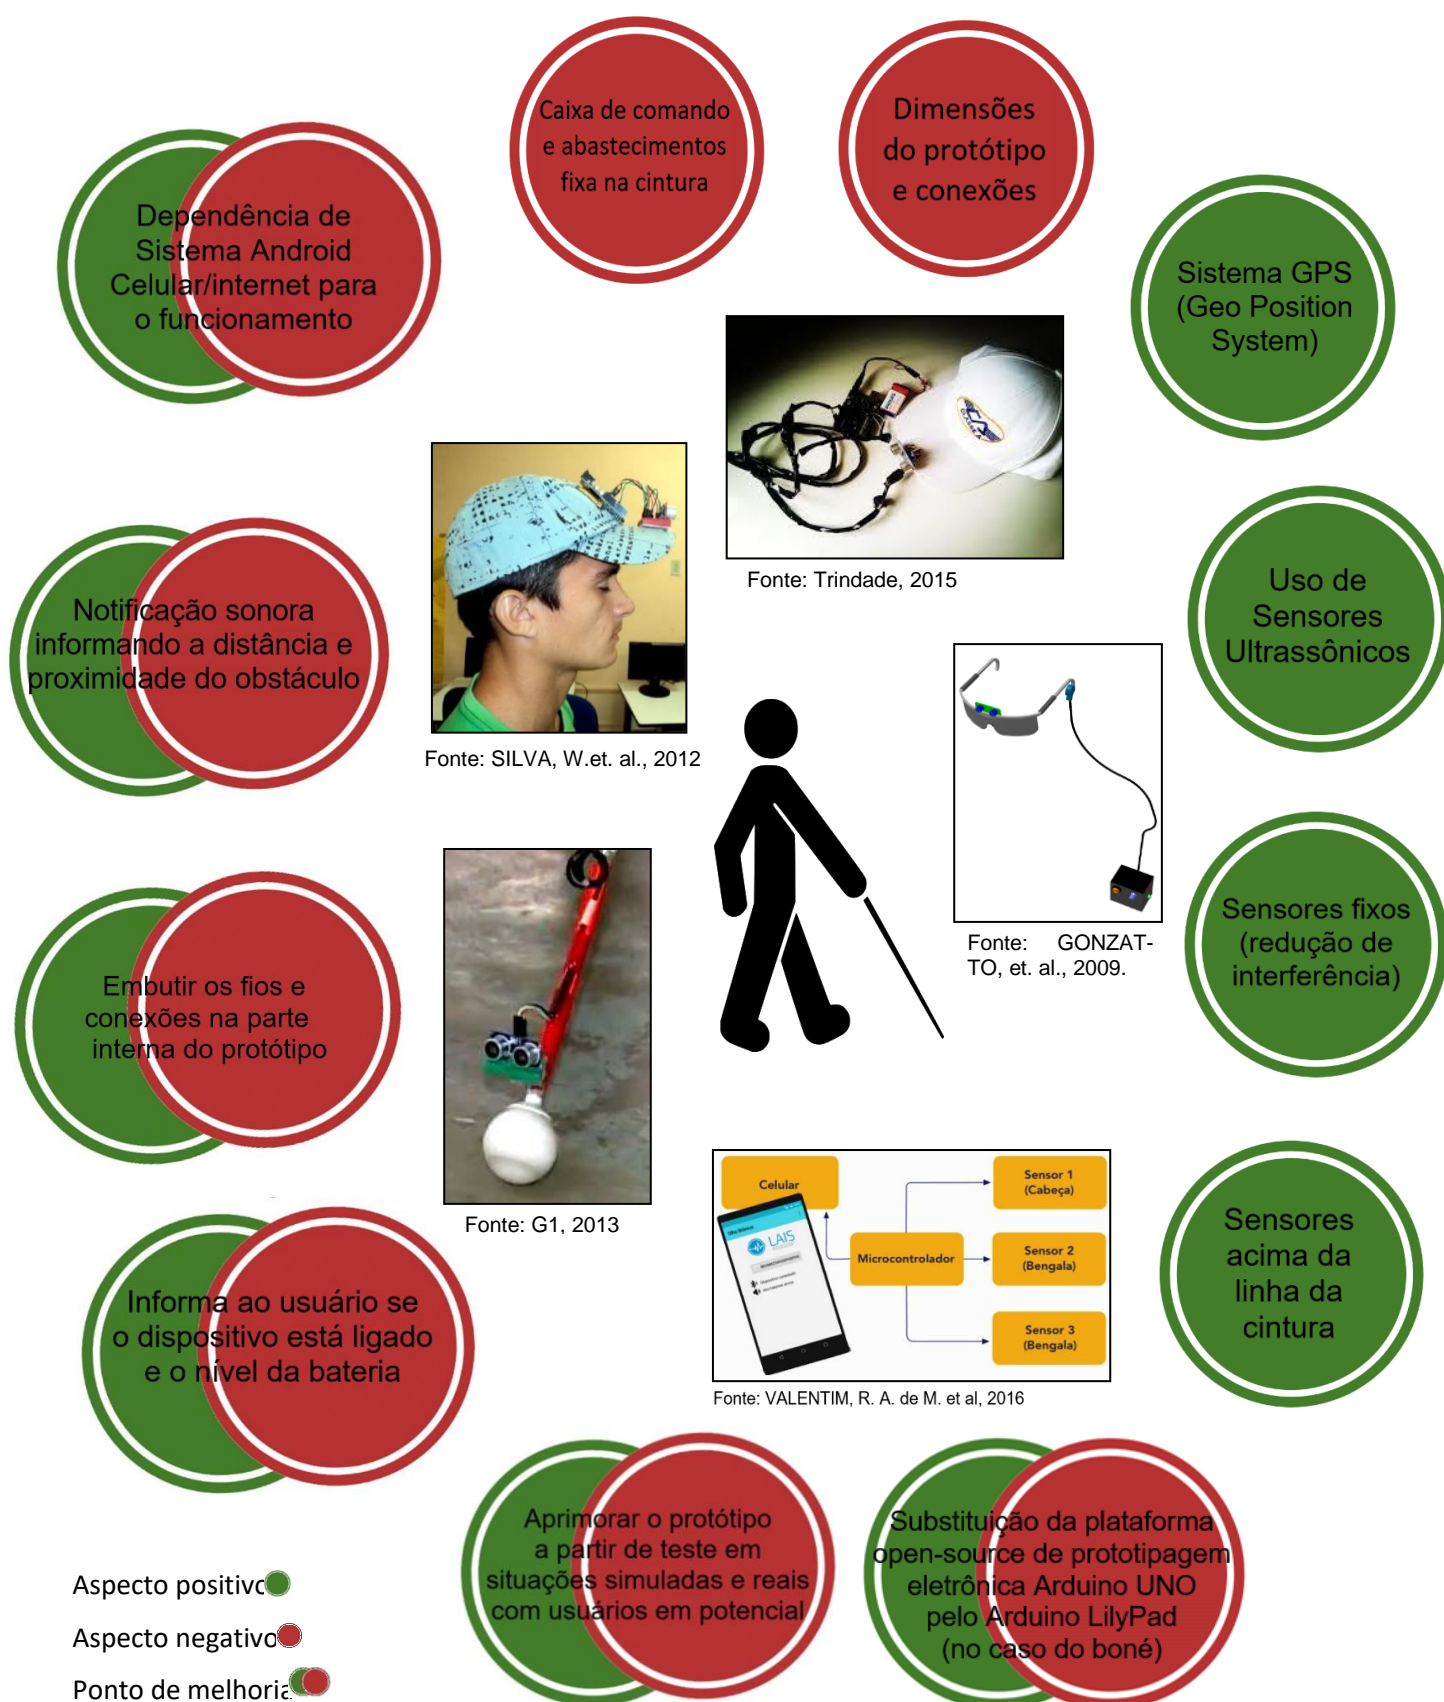 Caixa de comando
e abastecimentos
fixa na cintura
Dimensões
do protótipo
e conexões
Dependência de
Sistema Android
Celular/internet para
o funcionamento
Sistema GPS
(Geo Position
System)
Fonte: Trindade, 2015
Notificação sonora
informando a distância e
proximidade do obstáculo
Uso de
Sensores
Ultrassônicos
Fonte: SILVA, W.et. al., 2012
Embutir os fios e
conexões na parte
interna do protótipo
Fonte: GONZAT-
TO, et. al., 2009.
Sensores fixos
(redução de
interferência)
Fonte: G1, 2013
Celular
LAIS
Microcontrolador
Sensor 1
(Cabeça)
Sensor 2
(Bengala)
Sensor 3
(Bengala)
Fonte: VALENTIM, R. A. de M. et al, 2016
Sensores
acima da
linha da
cintura
Informa ao usuário se
o dispositivo está ligado
e o nível da bateria
Aprimorar o protótipo
a partir de teste em
situações simuladas e reais
com usuários em potencial
Substituição da plataforma
open-source de prototipagem
eletrônica Arduino UNO
pelo Arduino LilyPad
(no caso do boné)
Aspecto positivo
Aspecto negativo
Ponto de melhoria